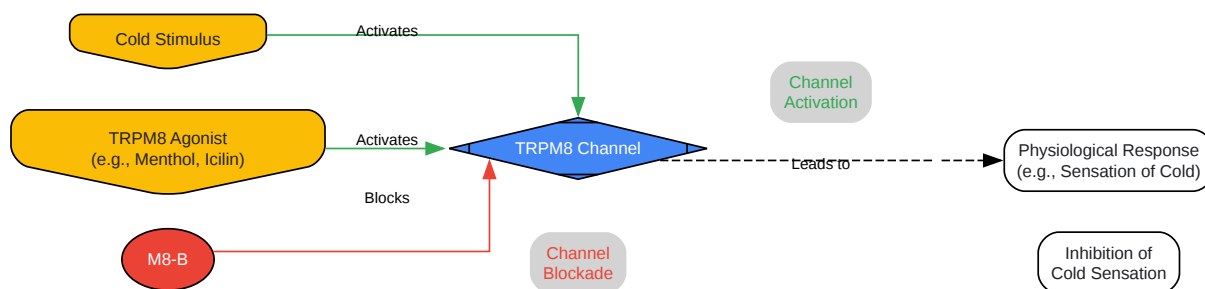 Cold Stimulus
Activates
Channel
Activation
TRPM8 Agonist
(e.g., Menthol, Icilin)
Activates
TRPM8 Channel
Leads to
Physiological Response
(e.g., Sensation of Cold)
Blocks
M8-B
Channel
Blockade
Inhibition of
Cold Sensation